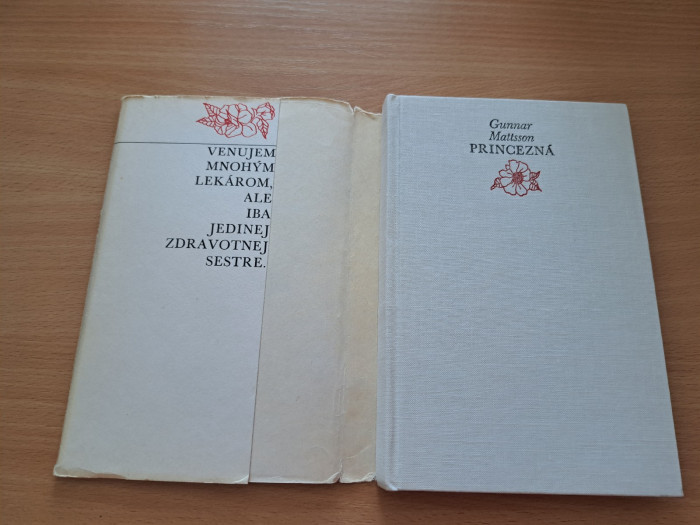 VENUJEM
MNOHÝM
LEKÁROM,
ALE
IBA
JEDINEJ
ZDRAVOTNEJ
SESTRE.
Gunnar
Mattsson
PRINCEZNÁ